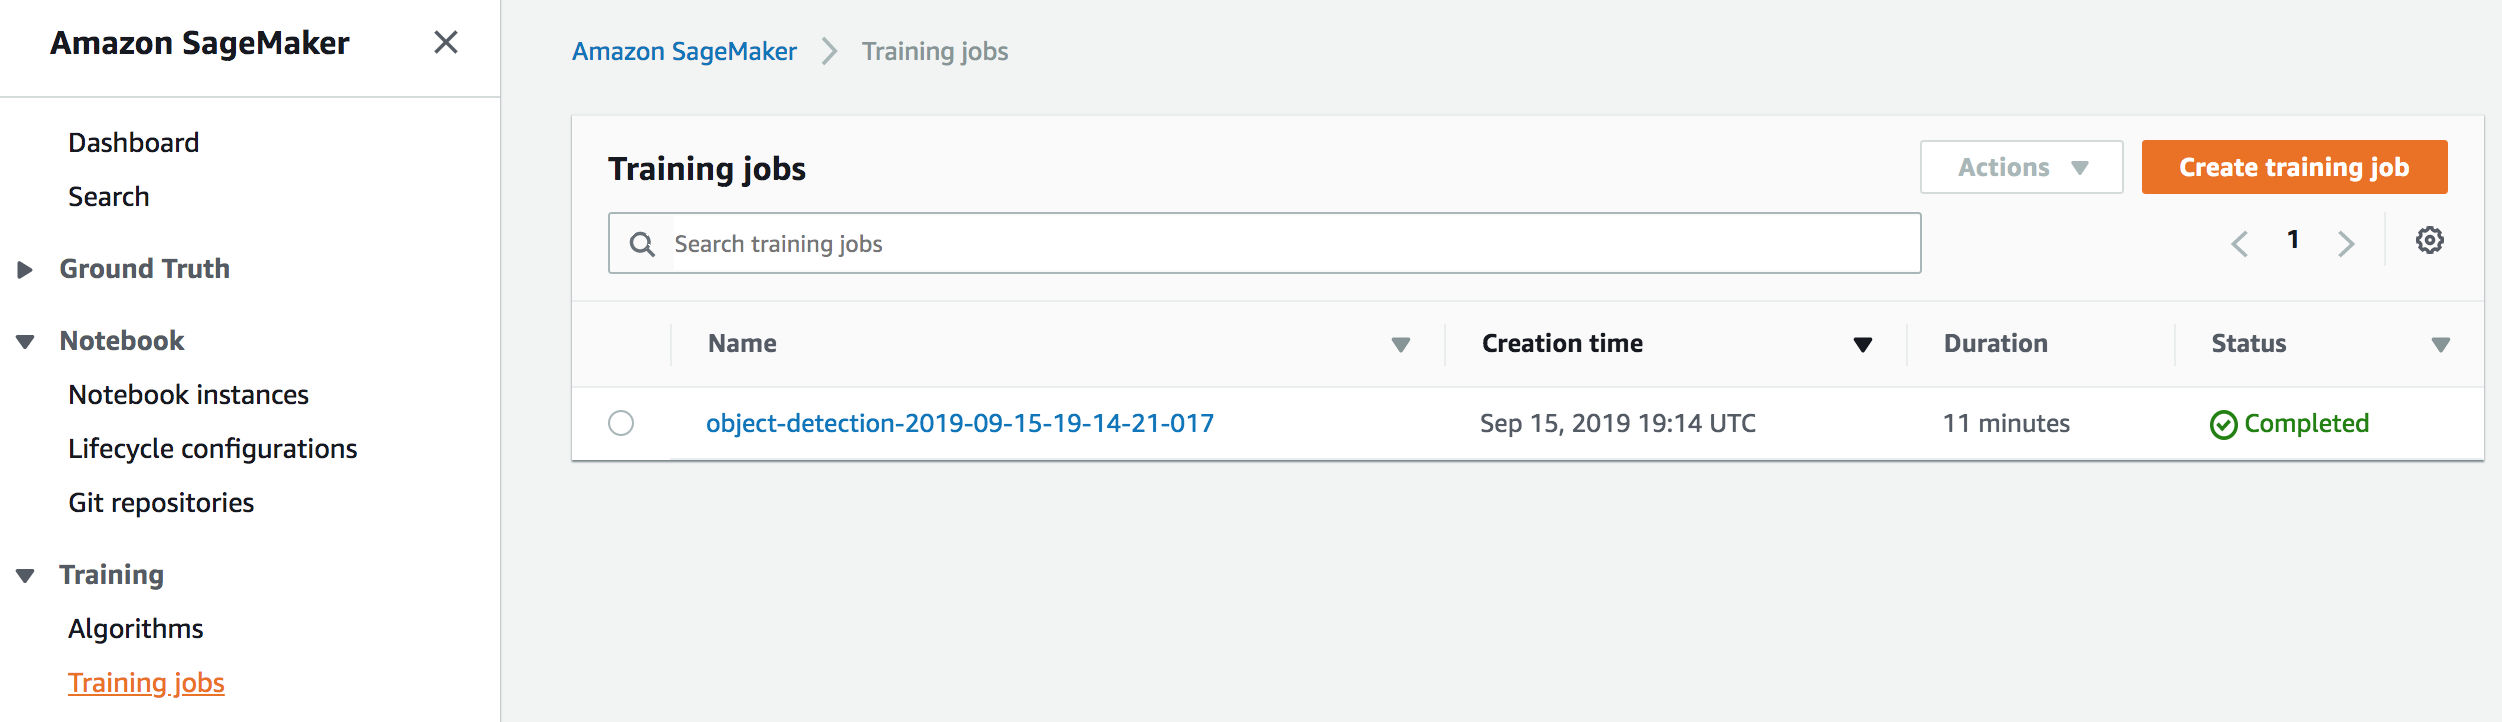 Amazon SageMaker
Dashboard
Search
Ground Truth
Notebook
Notebook instances
Lifecycle configurations
Git repositories
Training
Algorithms
Training jobs
Amazon SageMaker Training jobs
Training jobs
Actions
Create training job
Search training jobs
1
Name Creation time Duration Status
object-detection-2019-09-15-19-14-21-017 Sep 15, 2019 19:14 UTC 11 minutes Completed